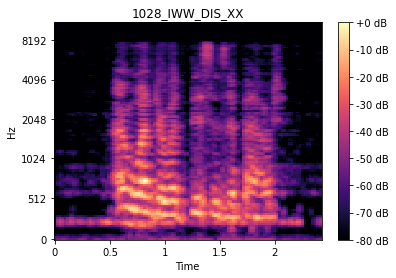 1028_IWW_DIS_XX
Hz
8192
4096
2048
1024
512
0
0
0.5
1
1.5
2
Time
+0 dB
-10 dB
-20 dB
-30 dB
-40 dB
-50 dB
-60 dB
-70 dB
-80 dB